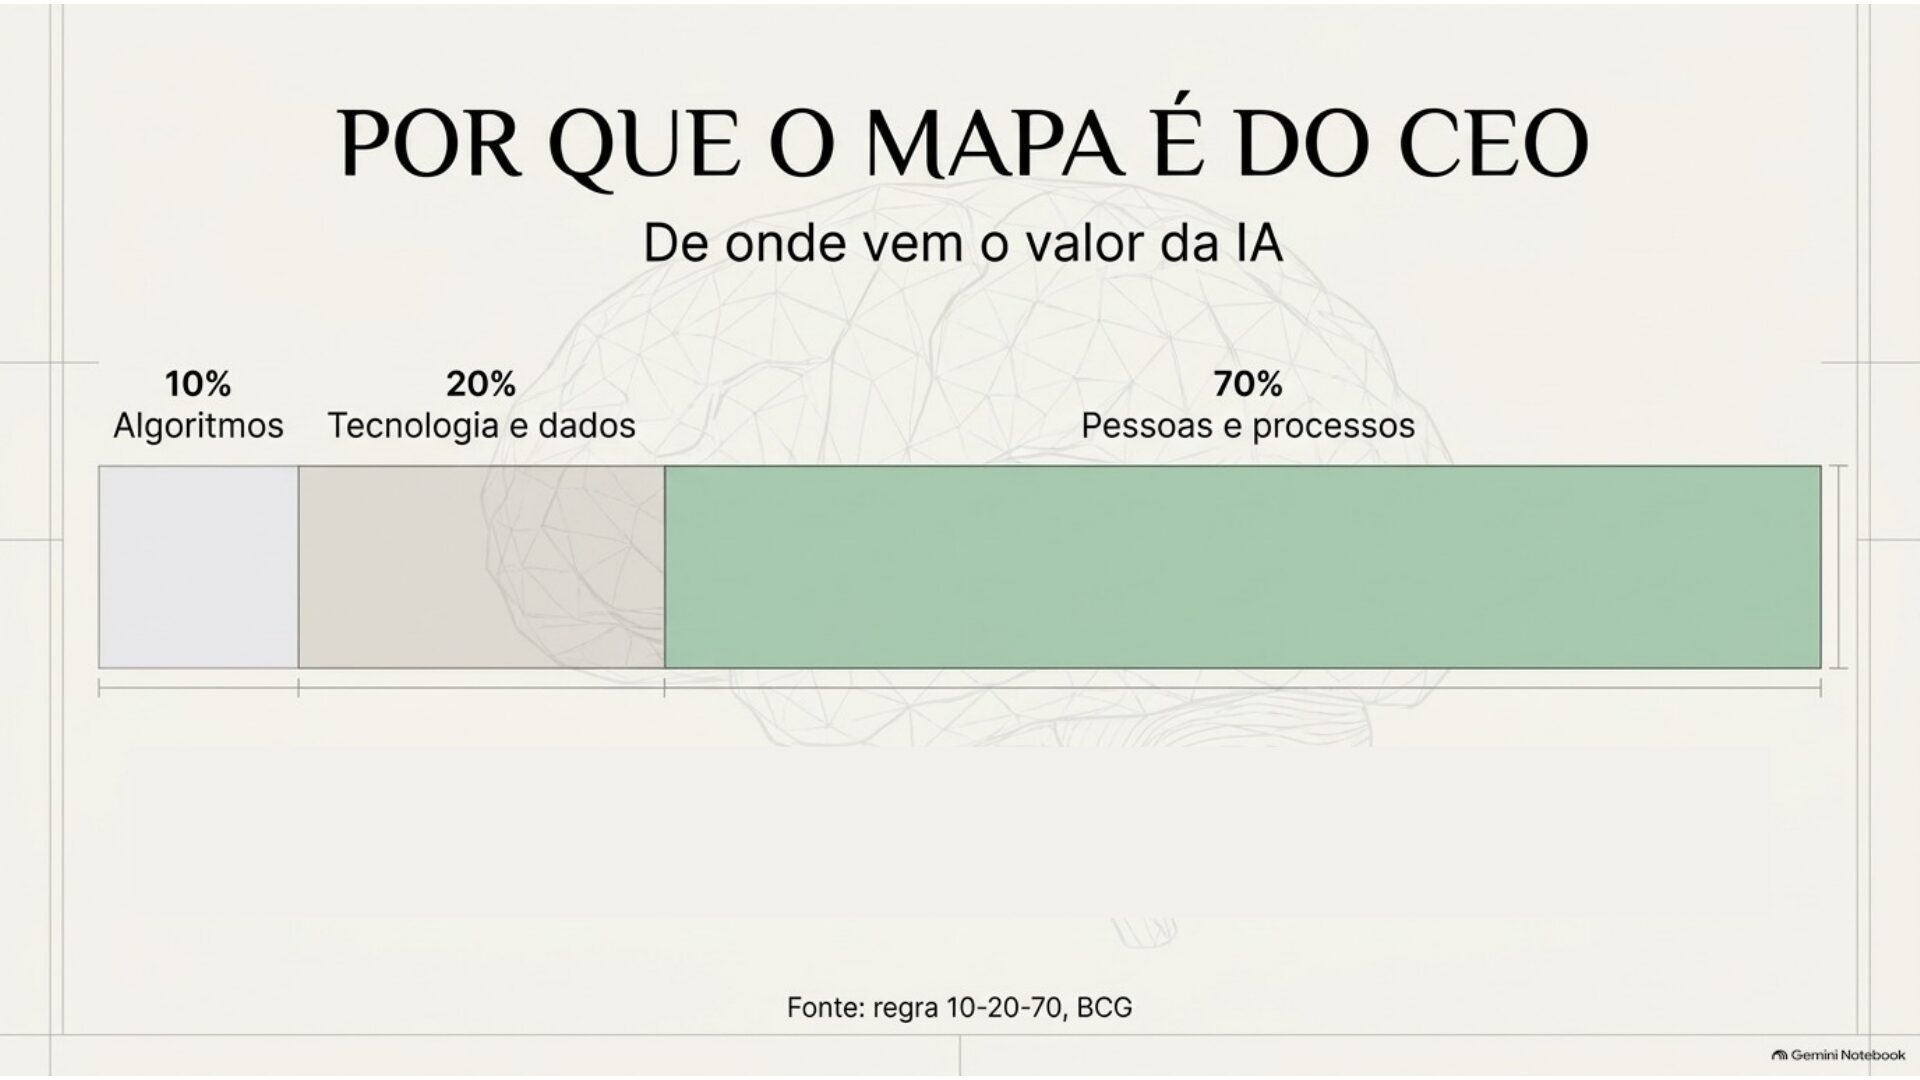 POR QUE O MAPA É DO CEO
De onde vem o valor da IA
10%
Algoritmos
20%
Tecnologia e dados
70%
Pessoas e processos
Fonte: regra 10-20-70, BCG
Gemini Notebook